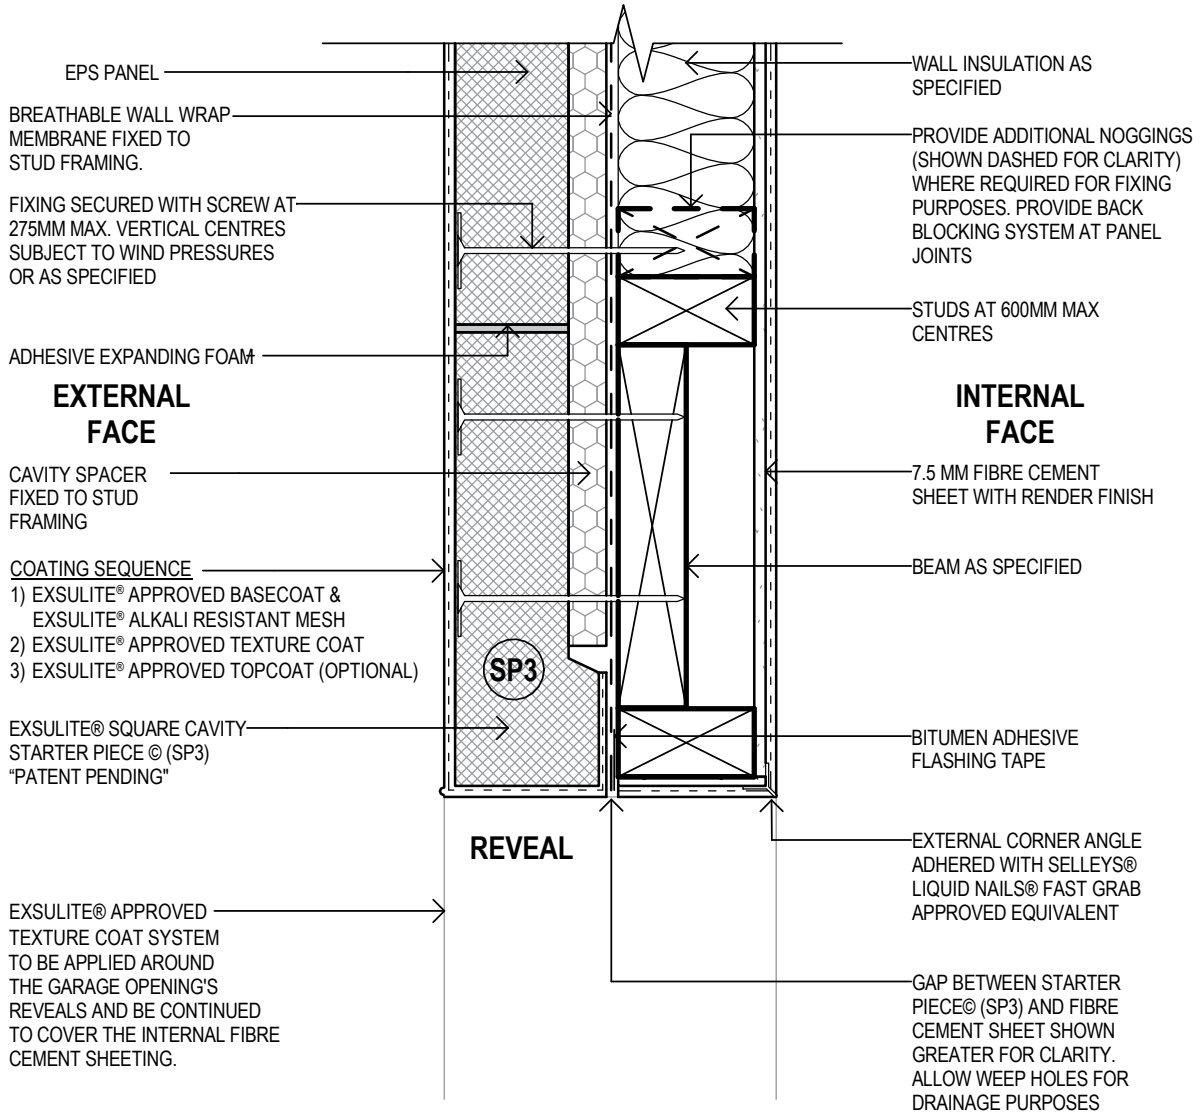 EPS PANEL
BREATHABLE WALL WRAP
MEMBRANE FIXED TO
STUD FRAMING.
FIXING SECURED WITH SCREW AT
275MM MAX. VERTICAL CENTRES
SUBJECT TO WIND PRESSURES
OR AS SPECIFIED
ADHESIVE EXPANDING FOAM
EXTERNAL
FACE
CAVITY SPACER
FIXED TO STUD
FRAMING
COATING SEQUENCE
1) EXSULITE® APPROVED BASECOAT &
EXSULITE® ALKALI RESISTANT MESH
2) EXSULITE® APPROVED TEXTURE COAT
3) EXSULITE® APPROVED TOPCOAT (OPTIONAL)
EXSULITE® SQUARE CAVITY
STARTER PIECE © (SP3)
“PATENT PENDING"
EXSULITE® APPROVED
TEXTURE COAT SYSTEM
TO BE APPLIED AROUND
THE GARAGE OPENING'S
REVEALS AND BE CONTINUED
TO COVER THE INTERNAL FIBRE
CEMENT SHEETING.
SP3
REVEAL
WALL INSULATION AS
SPECIFIED
PROVIDE ADDITIONAL NOGGINGS
(SHOWN DASHED FOR CLARITY)
WHERE REQUIRED FOR FIXING
PURPOSES. PROVIDE BACK
BLOCKING SYSTEM AT PANEL
JOINTS
STUDS AT 600MM MAX
CENTRES
INTERNAL
FACE
7.5 MM FIBRE CEMENT
SHEET WITH RENDER FINISH
BEAM AS SPECIFIED
BITUMEN ADHESIVE
FLASHING TAPE
EXTERNAL CORNER ANGLE
ADHERED WITH SELLEYS®
LIQUID NAILS® FAST GRAB
APPROVED EQUIVALENT
GAP BETWEEN STARTER
PIECE© (SP3) AND FIBRE
CEMENT SHEET SHOWN
GREATER FOR CLARITY.
ALLOW WEEP HOLES FOR
DRAINAGE PURPOSES